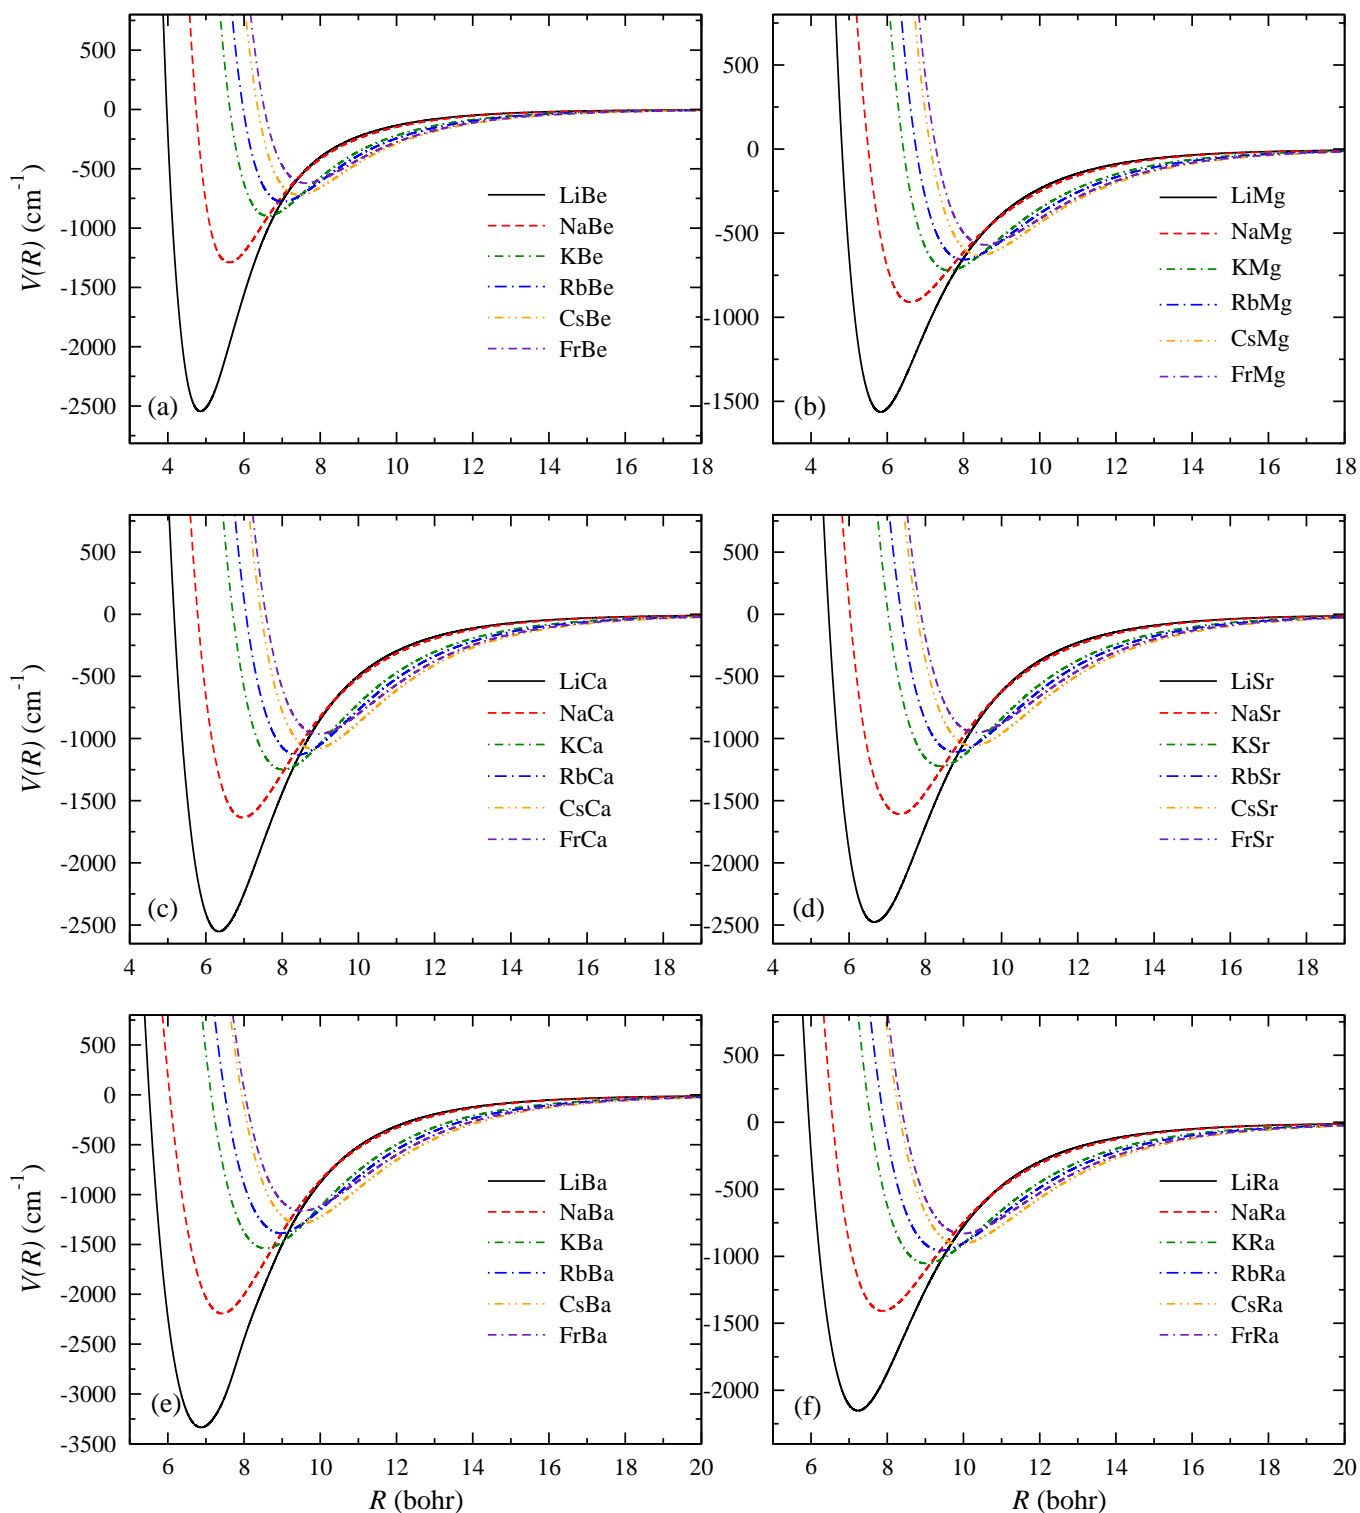 500
0
-500
-1000
-1500
-2000
-2500
V(R) (cm⁻¹)
LiBe
NaBe
KBe
RbBe
CsBe
FrBe
(a)
4 6 8 10 12 14 16 18
500
0
-500
-1000
-1500
LiMg
NaMg
KMg
RbMg
CsMg
FrMg
(b)
4 6 8 10 12 14 16 18
500
0
-500
-1000
-1500
-2000
-2500
V(R) (cm⁻¹)
LiCa
NaCa
KCa
RbCa
CsCa
FrCa
(c)
4 6 8 10 12 14 16 18
500
0
-500
-1000
-1500
-2000
-2500
LiSr
NaSr
KSr
RbSr
CsSr
FrSr
(d)
4 6 8 10 12 14 16 18
500
0
-500
-1000
-1500
-2000
-2500
-3000
-3500
V(R) (cm⁻¹)
LiBa
NaBa
KBa
RbBa
CsBa
FrBa
(e)
6 8 10 12 14 16 18 20
R (bohr)
500
0
-500
-1000
-1500
-2000
LiRa
NaRa
KRa
RbRa
CsRa
FrRa
(f)
6 8 10 12 14 16 18 20
R (bohr)